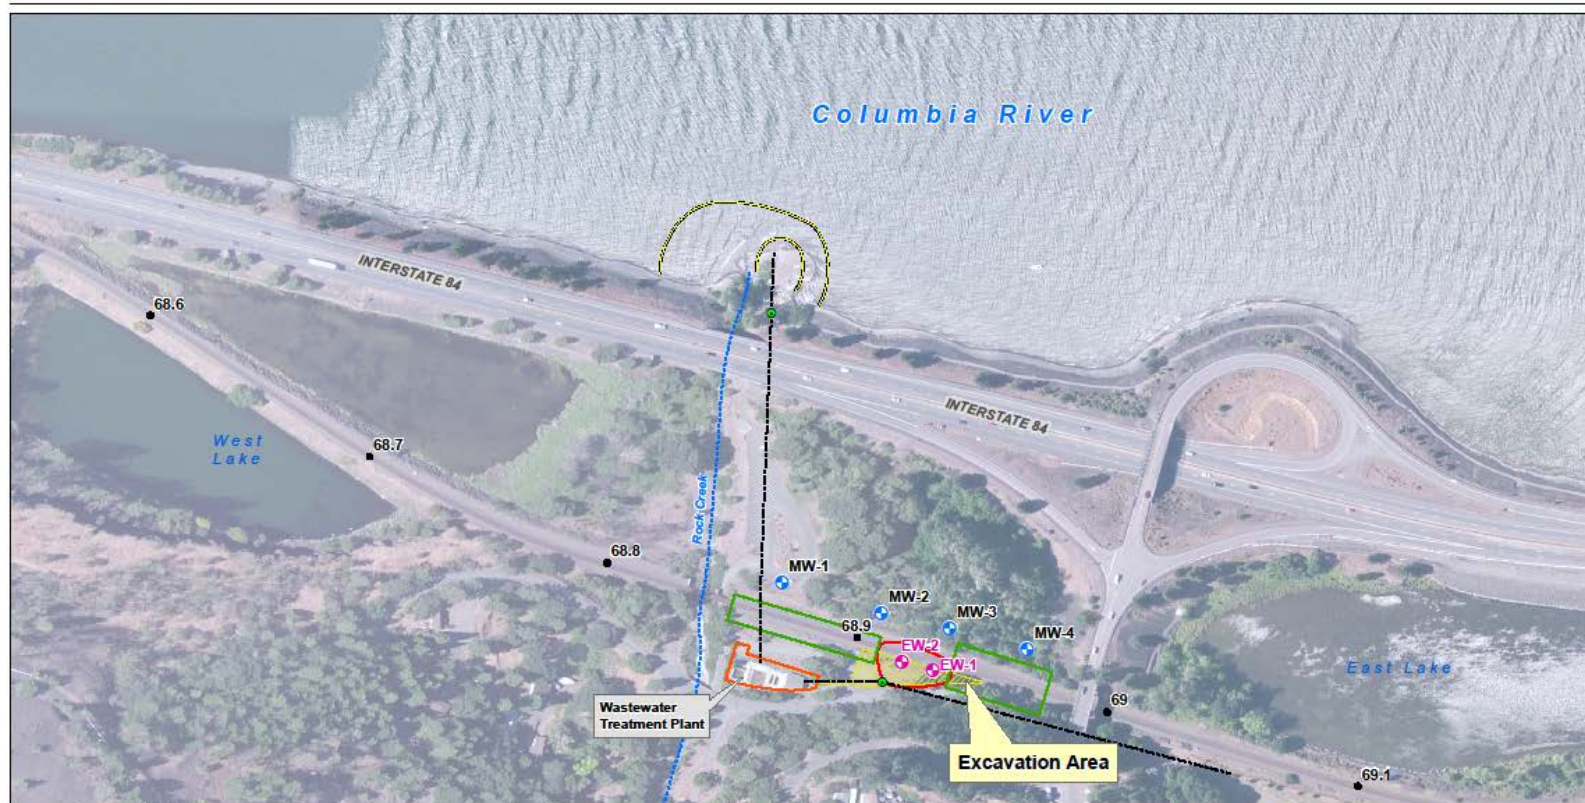 Columbia River
INTERSTATE 84
68.6
INTERSTATE 84
West
Lake
68.7
Rock Creek
68.8
MW-1
MW-2
MW-3
68.9
MW-4
EW-2
EW-1
East Lake
Wastewater
Treatment Plant
69
Excavation Area
69.1